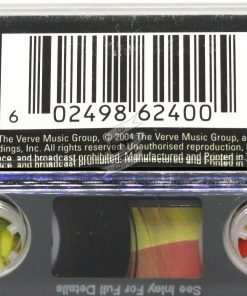 6 02498 62400
The Verve Music Group, © 2004 The Verve Music Group, a
dings, Inc. All rights reserved. Unauthorised reproduction,
nce, and broadcast prohibited. Manufactured and Printed in
See Inlay For Full Details